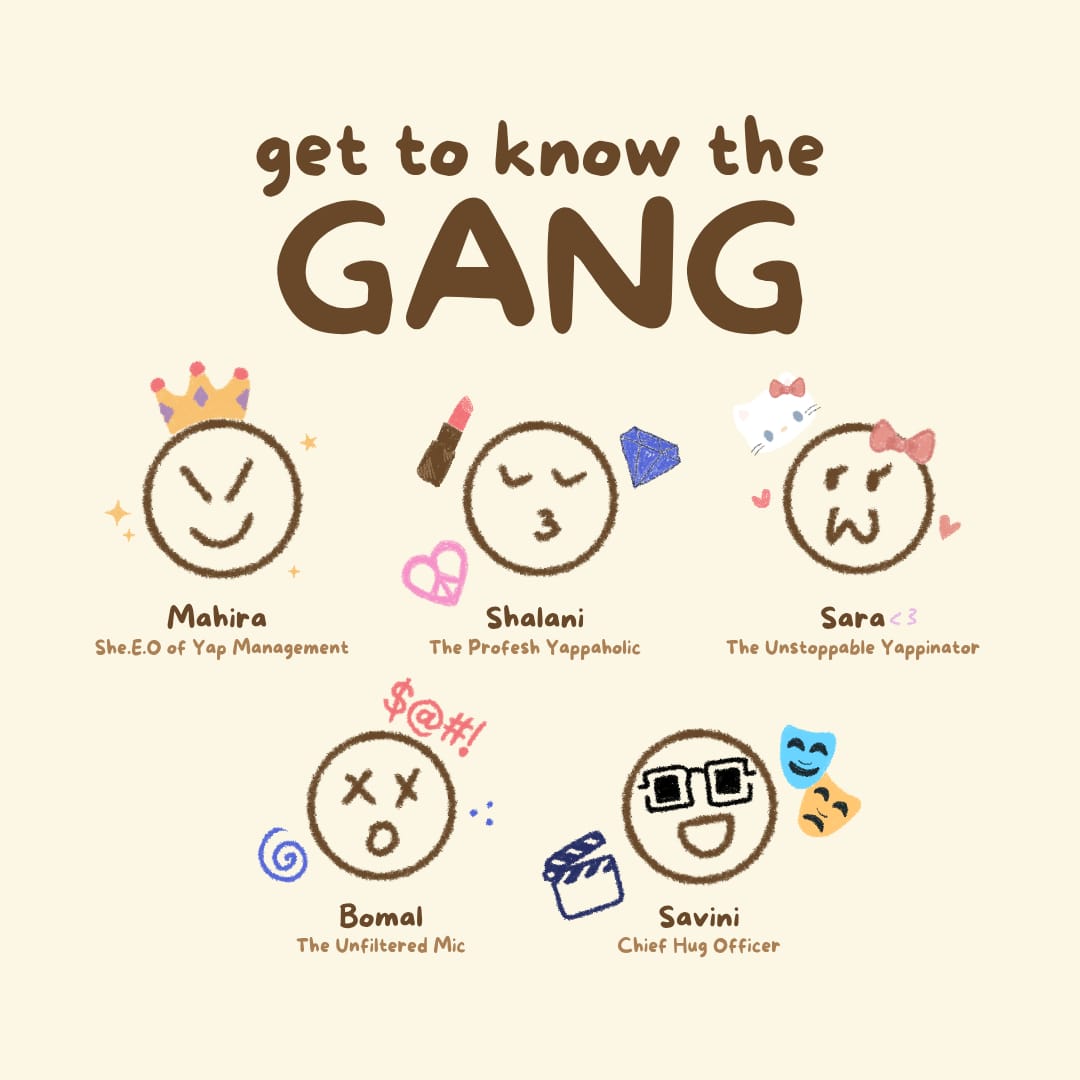 get to know the
GANG
Mahira
She.E.O of Yap Management
Shalani
The Profesh Yappaholic
Sara <3
The Unstoppable Yappinator
$@#!
Bomal
The Unfiltered Mic
Savini
Chief Hug Officer